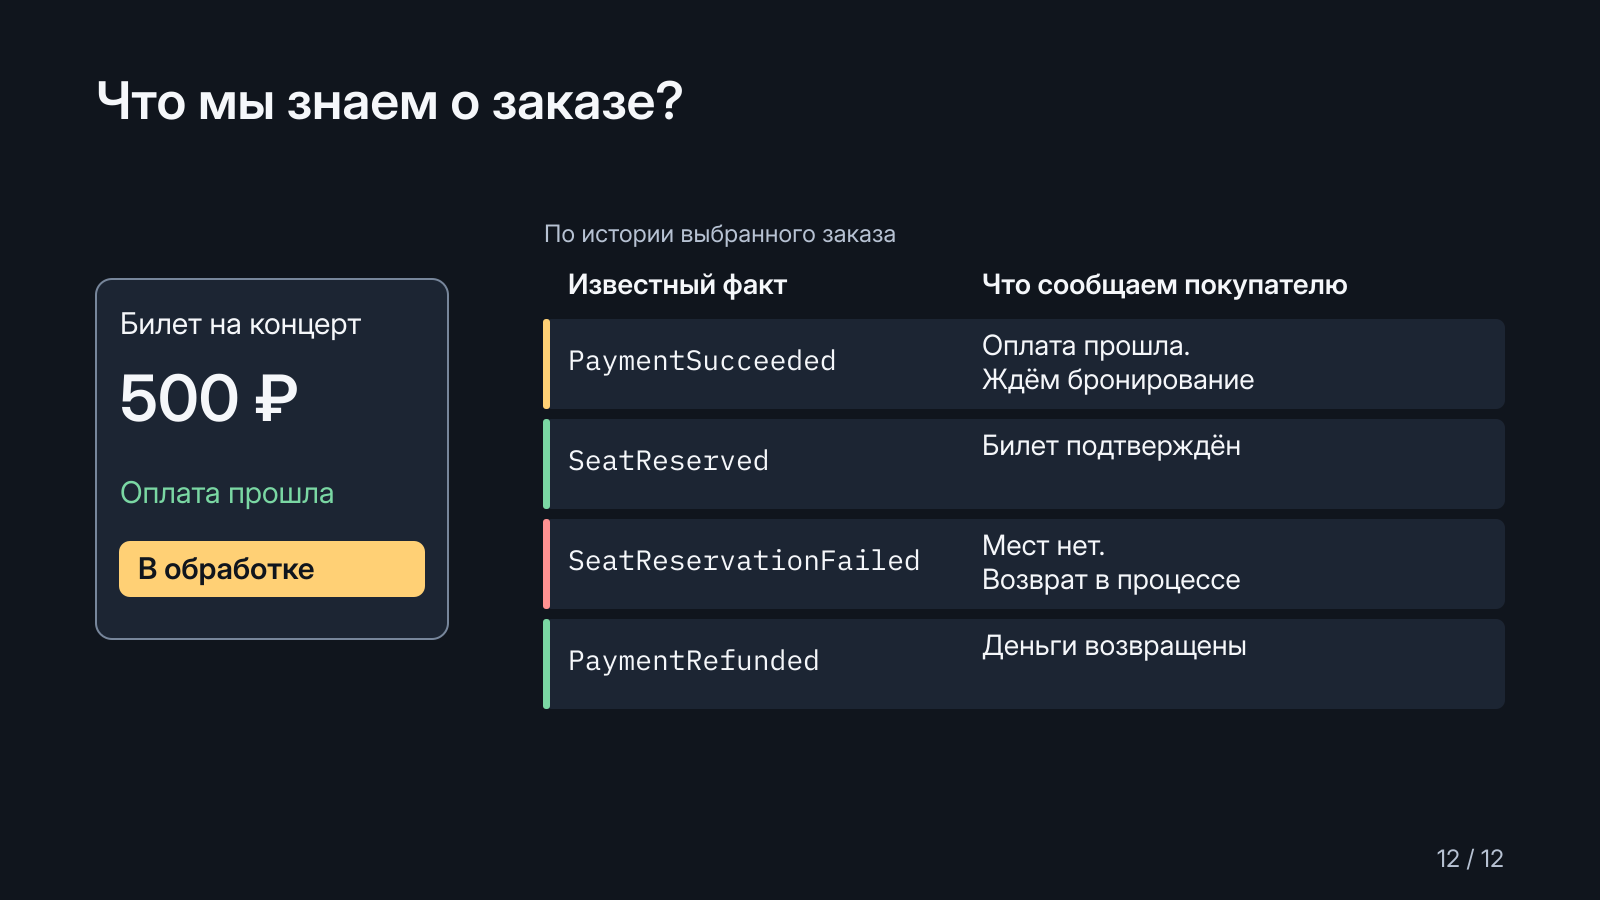 Что мы знаем о заказе?
Билет на концерт
500 ₽
Оплата прошла
В обработке
По истории выбранного заказа
Известный факт
Что сообщаем покупателю
PaymentSucceeded
Оплата прошла.
Ждём бронирование
SeatReserved
Билет подтверждён
SeatReservationFailed
Мест нет.
Возврат в процессе
PaymentRefunded
Деньги возвращены
12 / 12